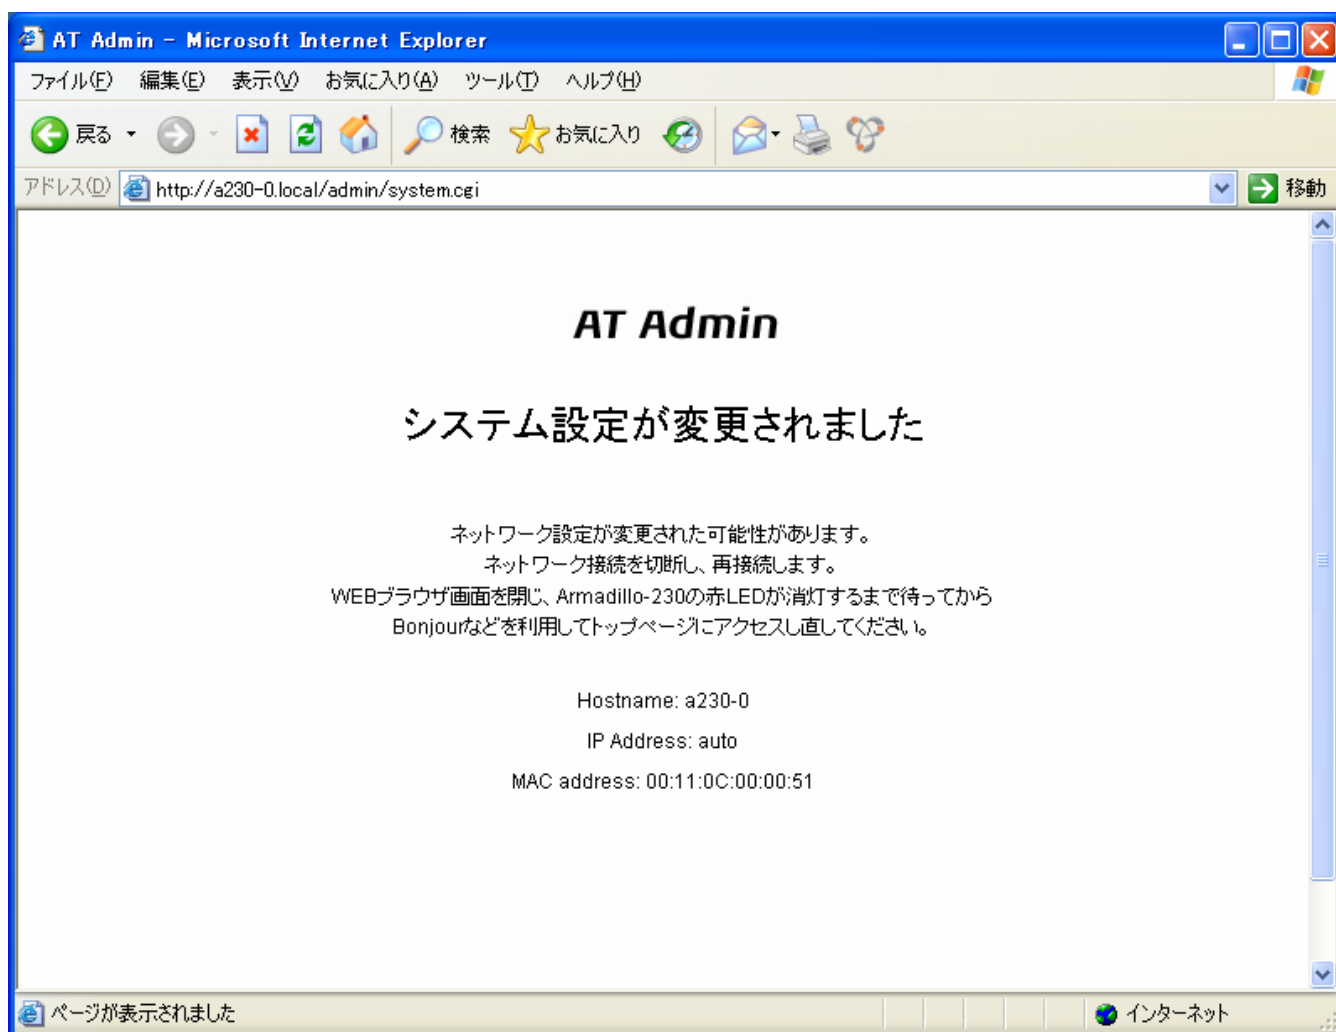 AT Admin - Microsoft Internet Explorer
ファイル(F) 編集(E) 表示(V) お気に入り(A) ツール(T) ヘルプ(H)
戻る 検索 お気に入り
アドレス(D) http://a230-0.local/admin/system.cgi 移動
AT Admin
システム設定が変更されました
ネットワーク設定が変更された可能性があります。
ネットワーク接続を切断し、再接続します。
WEBブラウザ画面を閉じ、Armadillo-230の赤LEDが消灯するまで待ってから
Bonjourなどを利用してトップページにアクセスし直してください。
Hostname: a230-0
IP Address: auto
MAC address: 00:11:0C:00:00:51
ページが表示されました インターネット